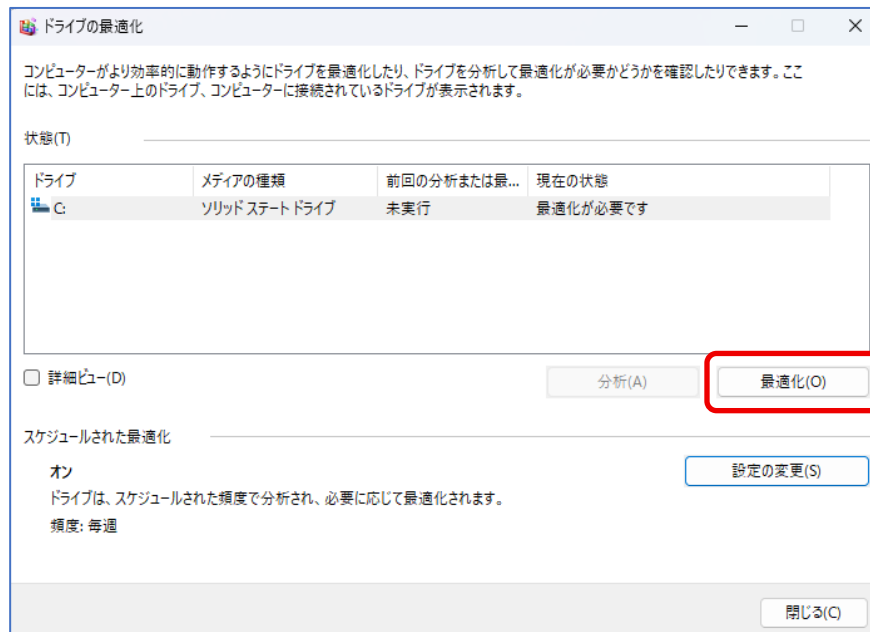 ドライブの最適化
コンピューターがより効率的に動作するようにドライブを最適化したり、ドライブを分析して最適化が必要かどうかを確認したりできます。ここ
には、コンピューター上のドライブ、コンピューターに接続されているドライブが表示されます。
状態(T)
ドライブ メディアの種類 前回の分析または最... 現在の状態
C: ソリッド ステート ドライブ 未実行 最適化が必要です
詳細ビュー(D) 分析(A) 最適化(O)
スケジュールされた最適化
オン 設定の変更(S)
ドライブは、スケジュールされた頻度で分析され、必要に応じて最適化されます。
頻度: 毎週
閉じる(C)